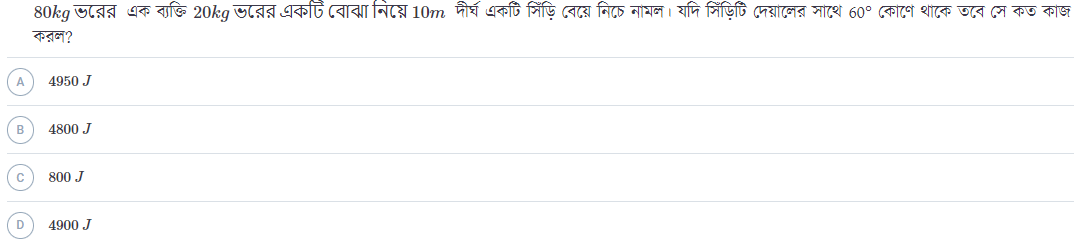 80kg ভরের এক ব্যক্তি 20kg ভরের একটি বোঝা নিয়ে 10m দীর্ঘ একটি সিঁড়ি বেয়ে নিচে নামল। যদি সিঁড়িটি দেয়ালের সাথে 60° কোণে থাকে তবে সে কত কাজ
করল?
A 4950 J
B 4800 J
C 800 J
D 4900 J